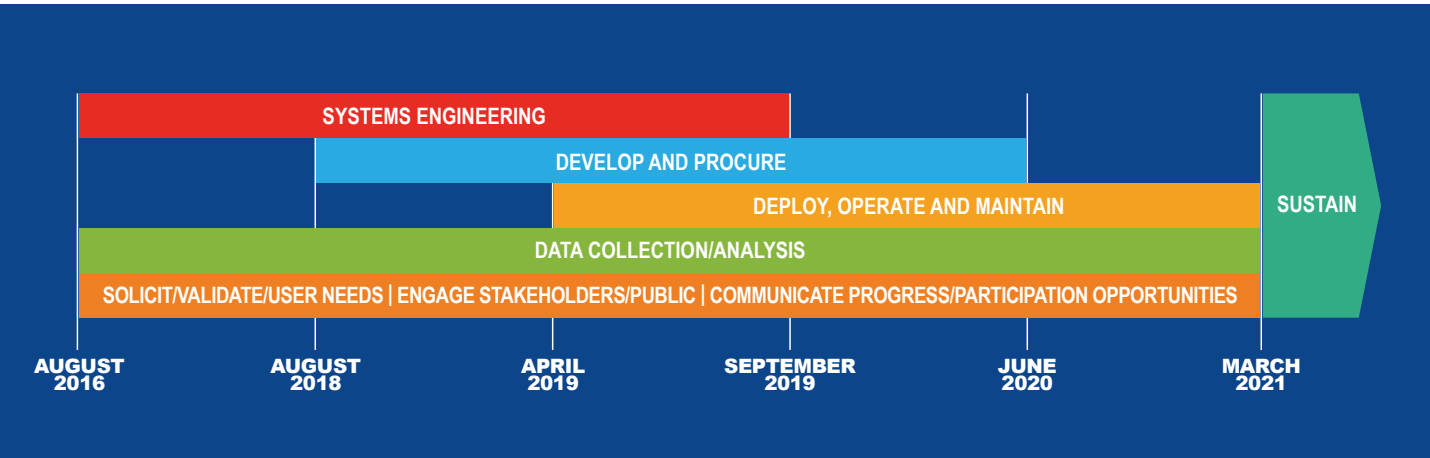 SYSTEMS ENGINEERING
DEVELOP AND PROCURE
DEPLOY, OPERATE AND MAINTAIN
SUSTAIN
DATA COLLECTION/ANALYSIS
SOLICIT/VALIDATE/USER NEEDS | ENGAGE STAKEHOLDERS/PUBLIC | COMMUNICATE PROGRESS/PARTICIPATION OPPORTUNITIES
AUGUST
2016
AUGUST
2018
APRIL
2019
SEPTEMBER
2019
JUNE
2020
MARCH
2021